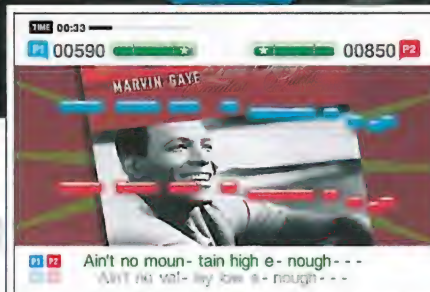 TIME 00:33
P1 00590 00850 P2
MARVIN GAYE
P1 P2 Ain't no moun- tain high e- nough- - -
Ain't no val- ley low e- nough- - -